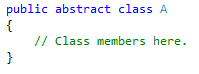 public abstract class A
{
    // Class members here.
}